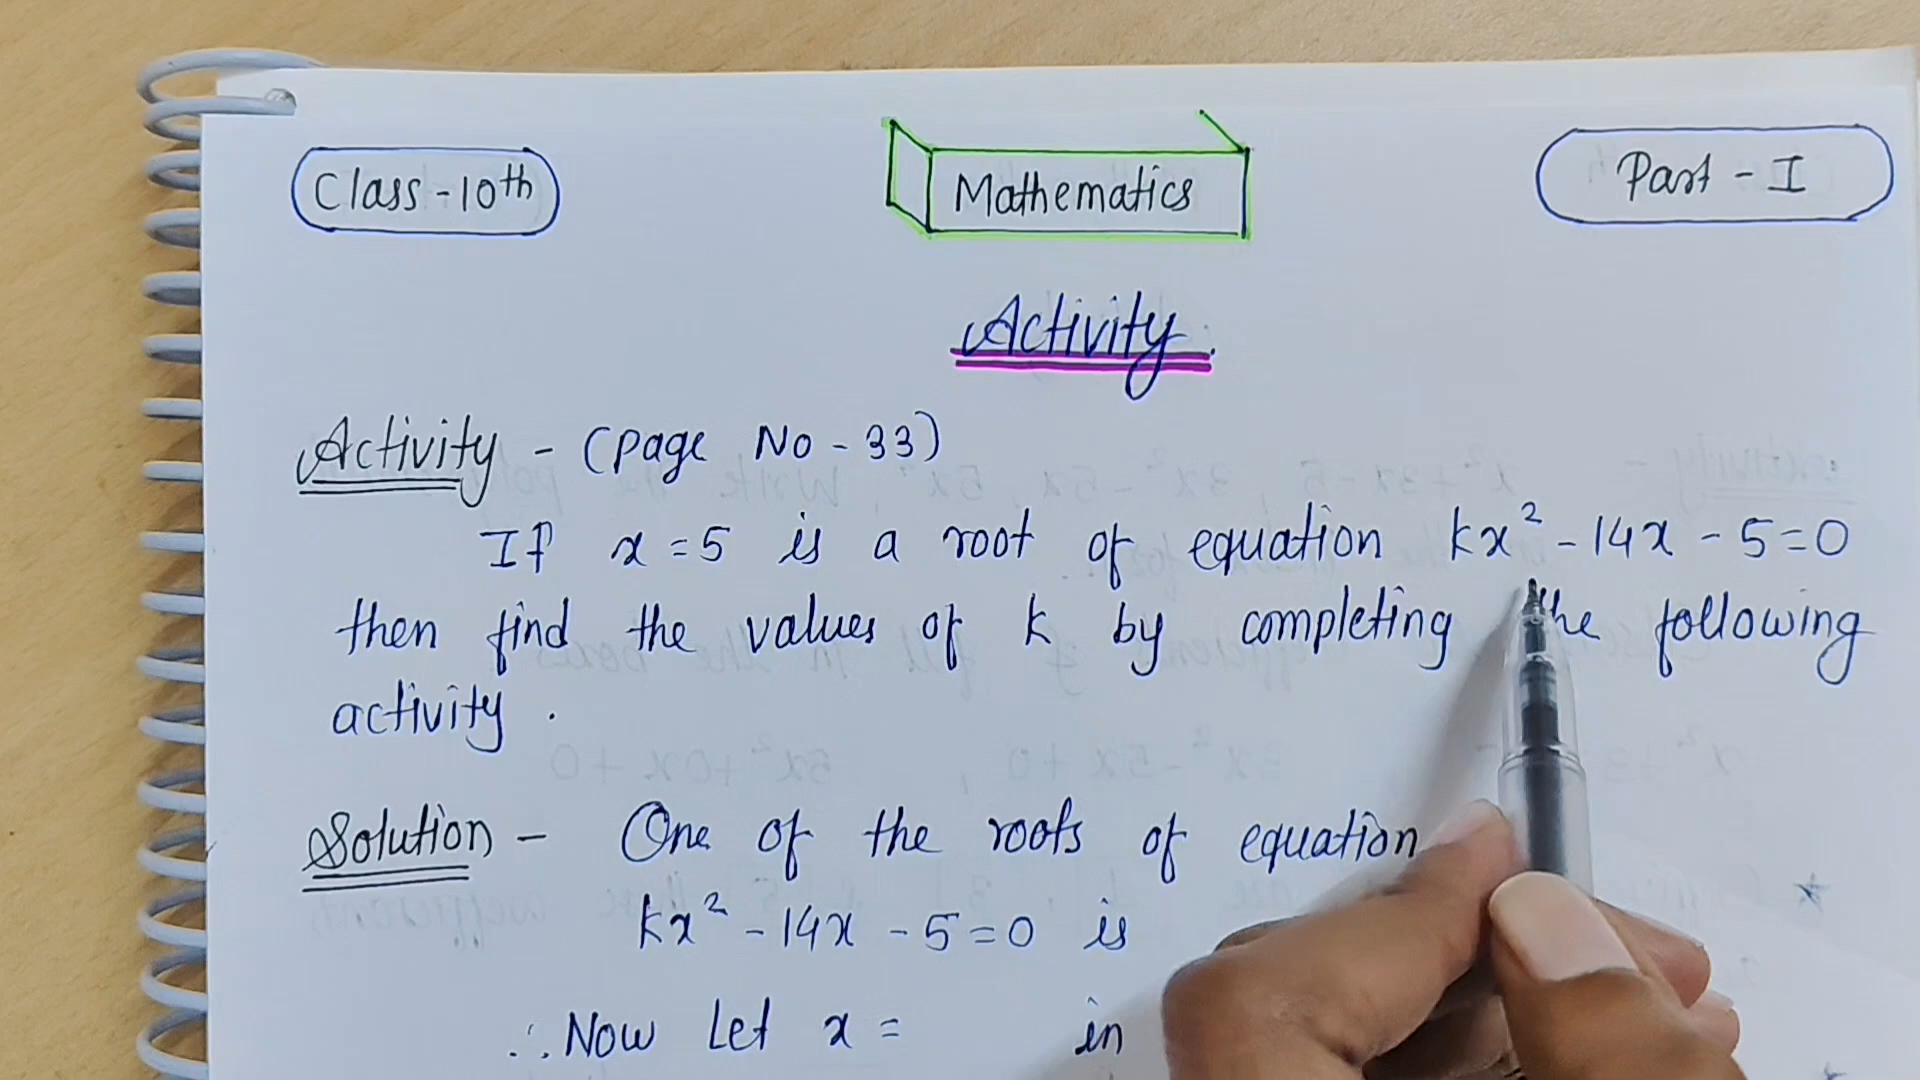 Class-10th
Mathematics
Part - I
Activity.
Activity - (Page No - 33)
If x = 5 is a root of equation kx² - 14x - 5 = 0
then find the values of k by completing the following
activity.
Solution - One of the roots of equation
kx² - 14x - 5 = 0 is
∴ Now Let x = in